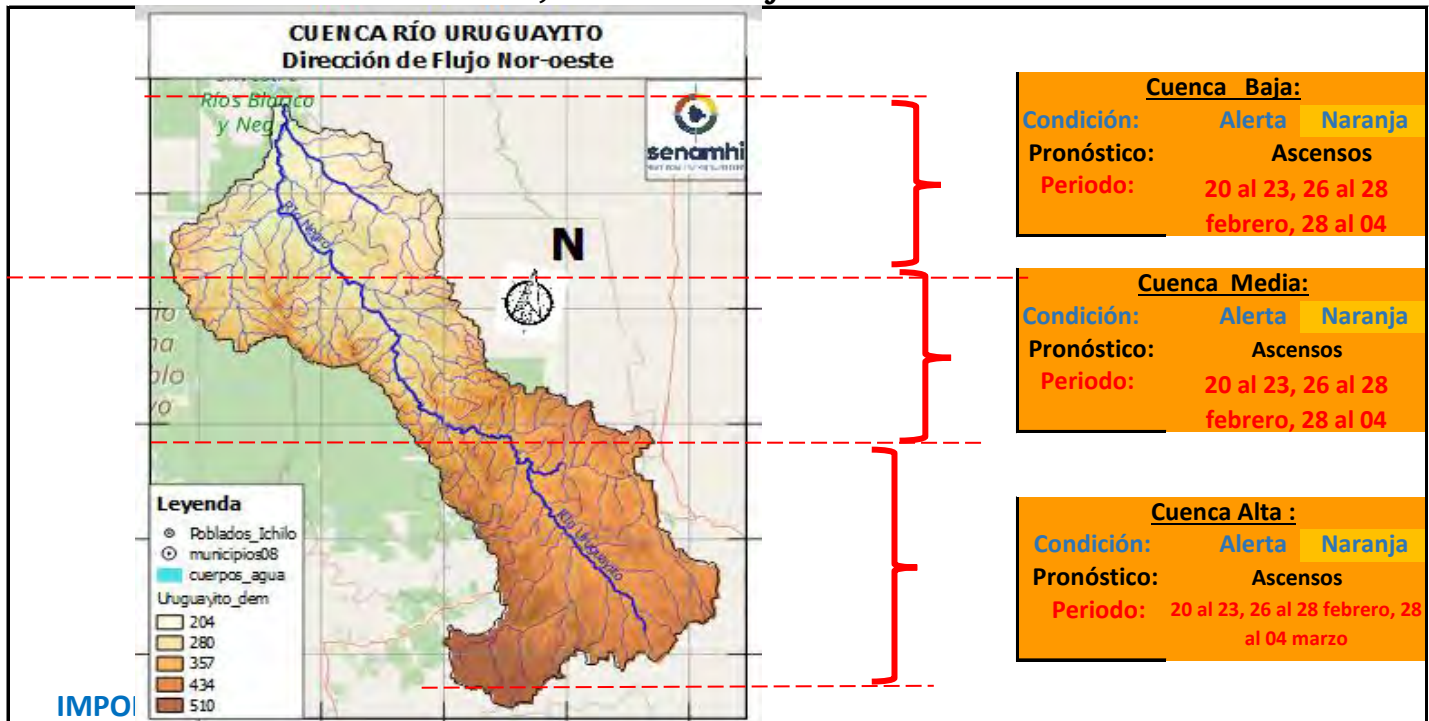 CUENCA RÍO URUGUAYITO
Dirección de Flujo Nor-oeste
Ríos Blanco
y Neg
senamhi
Río Negro
N
Río Uruguayito
Leyenda
Poblados_Ichilo
municipios08
cuerpos_agua
Uruguayito_dem
204
280
357
434
510
Cuenca Baja:
Condición: Alerta Naranja
Pronóstico: Ascensos
Periodo: 20 al 23, 26 al 28
febrero, 28 al 04
Cuenca Media:
Condición: Alerta Naranja
Pronóstico: Ascensos
Periodo: 20 al 23, 26 al 28
febrero, 28 al 04
Cuenca Alta :
Condición: Alerta Naranja
Pronóstico: Ascensos
Periodo: 20 al 23, 26 al 28 febrero, 28
al 04 marzo
IMPO